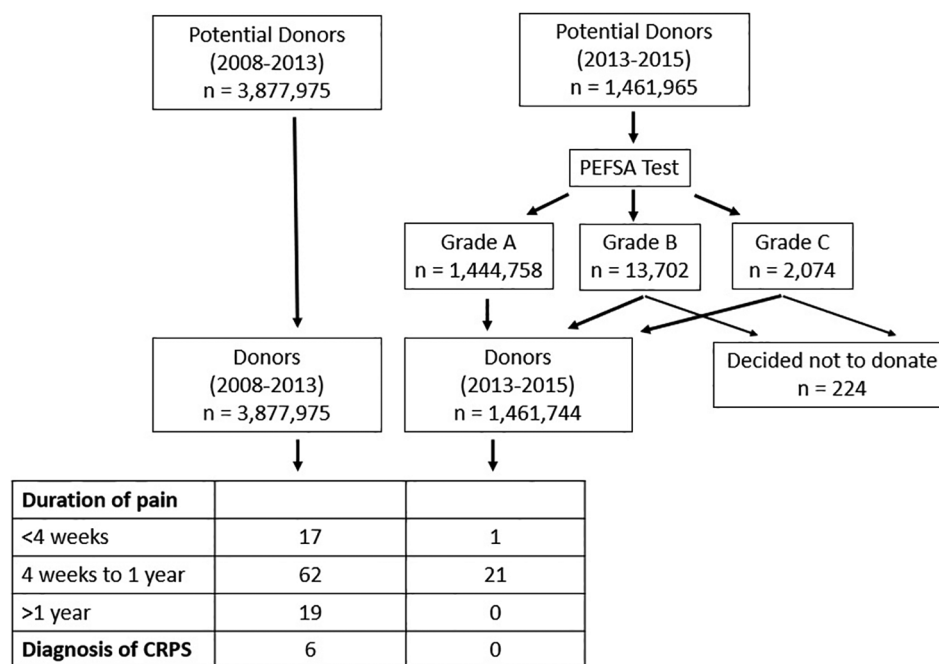 Potential Donors
(2008-2013)
n = 3,877,975
Potential Donors
(2013-2015)
n = 1,461,965
PEFSA Test
Grade A
n = 1,444,758
Grade B
n = 13,702
Grade C
n = 2,074
Donors
(2008-2013)
n = 3,877,975
Donors
(2013-2015)
n = 1,461,744
Decided not to donate
n = 224
Duration of pain
<4 weeks 17 1
4 weeks to 1 year 62 21
>1 year 19 0
Diagnosis of CRPS 6 0